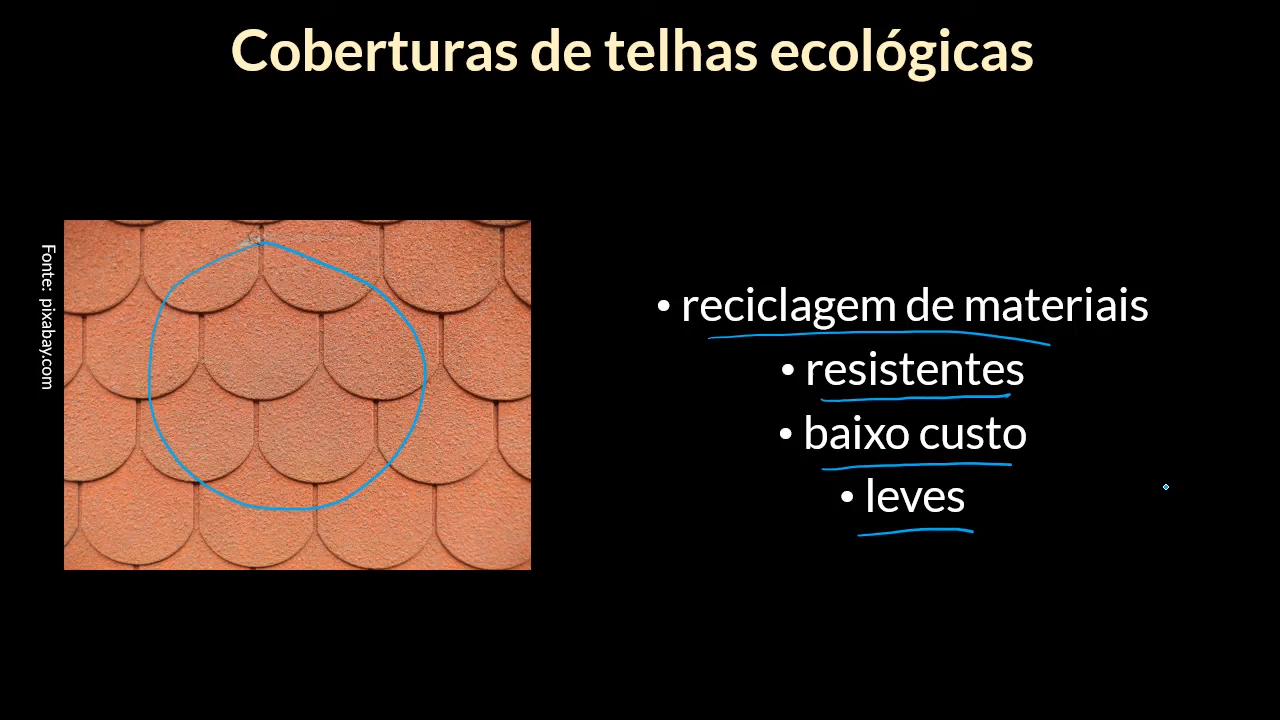 Coberturas de telhas ecológicas
Fonte: pixabay.com
• reciclagem de materiais
• resistentes
• baixo custo
• leves